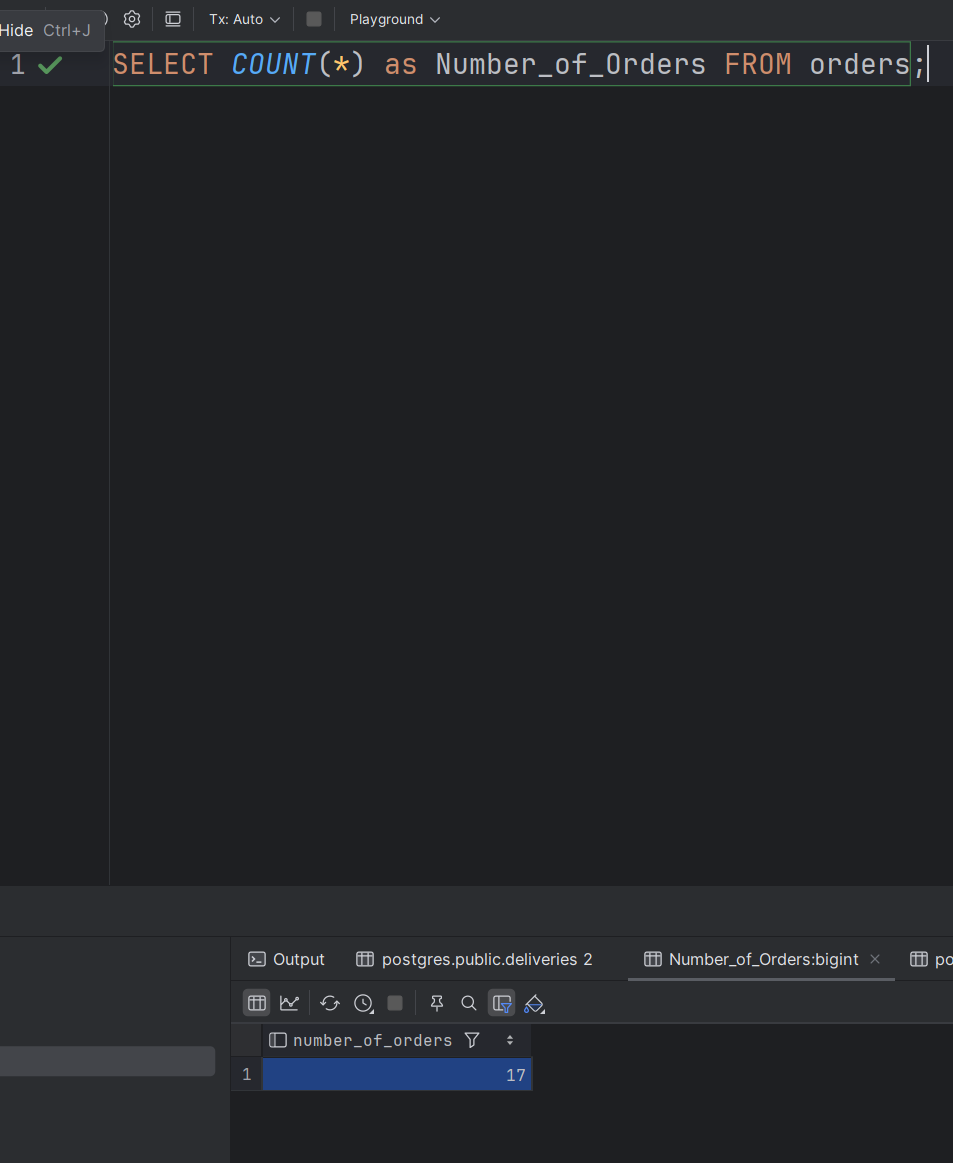 Hide Ctrl+J
Tx: Auto
Playground
1 SELECT COUNT(*) as Number_of_Orders FROM orders;
Output
postgres.public.deliveries 2
Number_of_Orders:bigint
po
number_of_orders
1 17